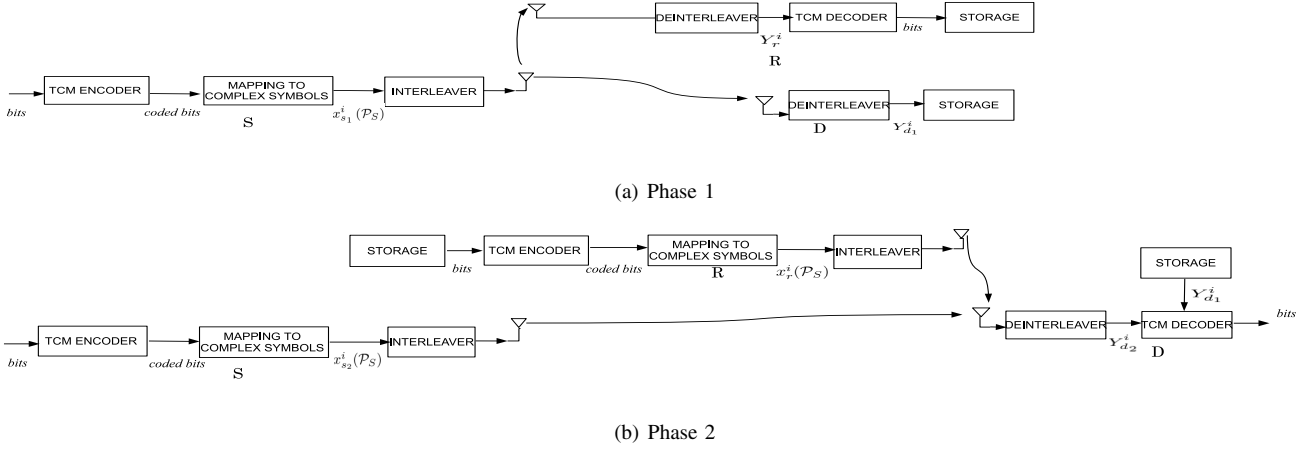 DEINTERLEAVER
TCM DECODER
STORAGE
Y_r^i
bits
R
TCM ENCODER
MAPPING TO
COMPLEX SYMBOLS
INTERLEAVER
bits
coded bits
x_{s_1}^i(P_S)
S
DEINTERLEAVER
STORAGE
D
Y_{d_1}^i
(a) Phase 1
STORAGE
TCM ENCODER
MAPPING TO
COMPLEX SYMBOLS
INTERLEAVER
bits
coded bits
R
x_r^i(P_S)
STORAGE
Y_{d_1}^i
bits
TCM ENCODER
MAPPING TO
COMPLEX SYMBOLS
INTERLEAVER
DEINTERLEAVER
TCM DECODER
bits
coded bits
x_{s_2}^i(P_S)
Y_{d_2}^i
S
D
(b) Phase 2